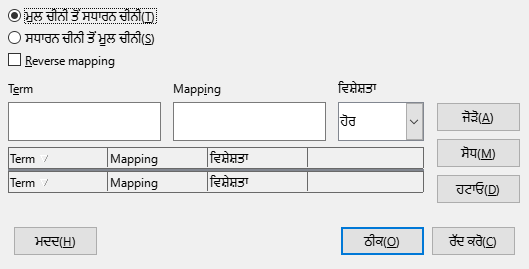 ਮੂਲ ਚੀਨੀ ਤੋਂ ਸਧਾਰਨ ਚੀਨੀ(T)
ਸਧਾਰਨ ਚੀਨੀ ਤੋਂ ਮੂਲ ਚੀਨੀ(S)
Reverse mapping
Term Mapping ਵਿਸ਼ੇਸ਼ਤਾ
ਹੋਰ ਜੋੜੋ(A)
Term Mapping ਵਿਸ਼ੇਸ਼ਤਾ ਸੋਧ(M)
Term Mapping ਵਿਸ਼ੇਸ਼ਤਾ ਹਟਾਓ(D)
ਮਦਦ(H) ਠੀਕ(O) ਰੱਦ ਕਰੋ(C)